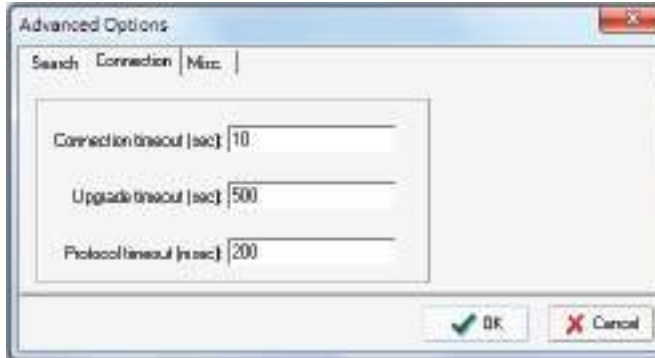 Advanced Options
Search Connection Misc.
Connection timeout (sec): 10
Upgrade timeout (sec): 500
Protocol timeout (msec): 200
OK Cancel